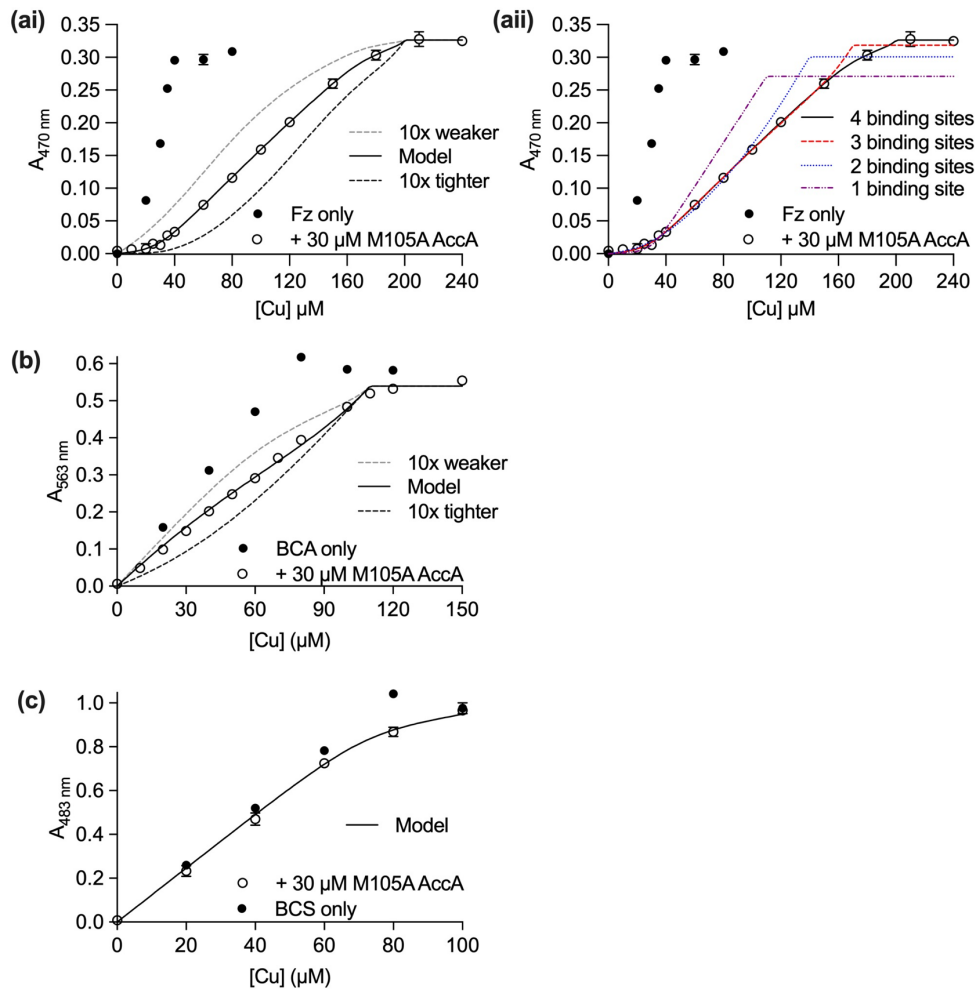 (ai)
0.35
0.30
0.25
0.20
0.15
0.10
0.05
0.00
A470 nm
10x weaker
Model
10x tighter
Fz only
+ 30 µM M105A AccA
0 40 80 120 160 200 240
[Cu] µM
(aii)
0.35
0.30
0.25
0.20
0.15
0.10
0.05
0.00
A470 nm
4 binding sites
3 binding sites
2 binding sites
1 binding site
Fz only
+ 30 µM M105A AccA
0 40 80 120 160 200 240
[Cu] µM
(b)
0.6
0.5
0.4
0.3
0.2
0.1
0.0
A563 nm
10x weaker
Model
10x tighter
BCA only
+ 30 µM M105A AccA
0 30 60 90 120 150
[Cu] (µM)
(c)
1.0
0.8
0.6
0.4
0.2
0.0
A483 nm
Model
+ 30 µM M105A AccA
BCS only
0 20 40 60 80 100
[Cu] (µM)